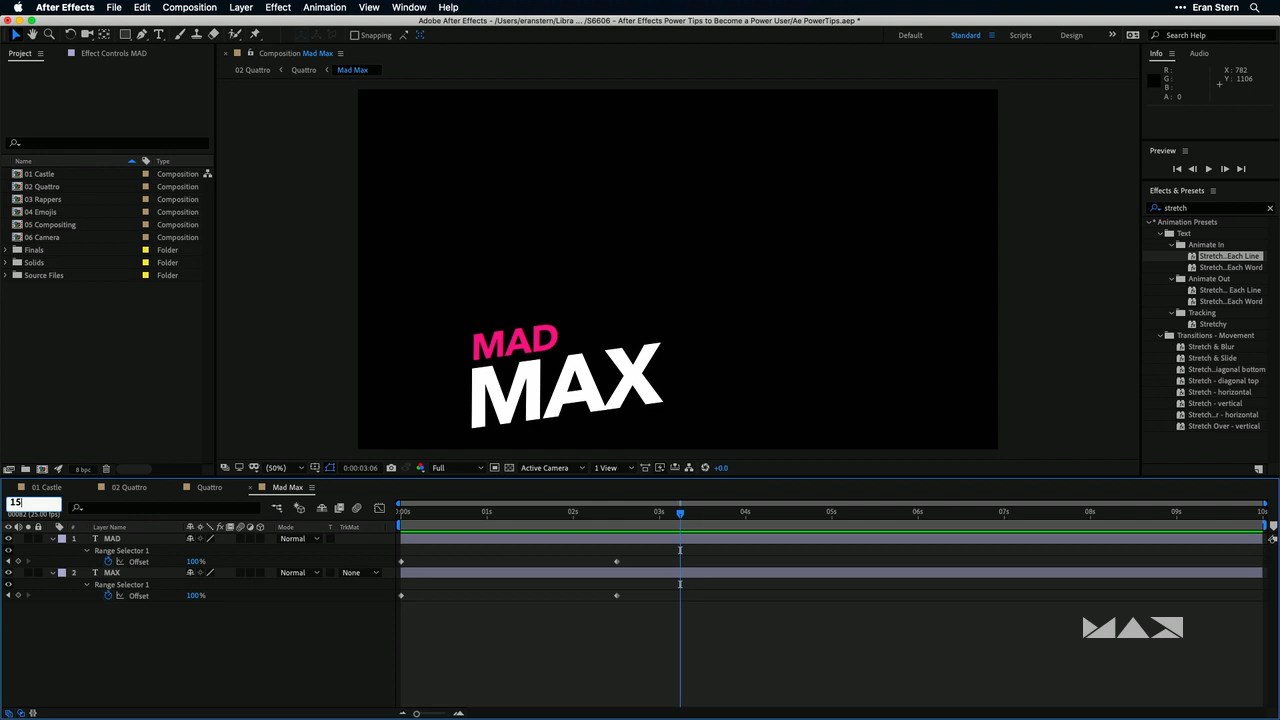 After Effects File Edit Composition Layer Effect Animation View Window Help Eran Stern
Adobe After Effects - /Users/eranstern/Libra ... /S6606 - After Effects Power Tips to Become a Power User/Ae PowerTips.aep *
Snapping Default Standard Scripts Design Search Help
Project Effect Controls MAD Composition Mad Max Info Audio
02 Quattro Quattro Mad Max
R: X: 782
G: Y: 1106
B:
A: 0
Preview
Name Type
01 Castle Composition
02 Quattro Composition
03 Rappers Composition
04 Emojis Composition
05 Compositing Composition
06 Camera Composition
Finals Folder
Solids Folder
Source Files Folder
MAD
MAX
Effects & Presets
stretch
* Animation Presets
Text
Animate In
Stretch...Each Line
Stretch...Each Word
Animate Out
Stretch... Each Line
Stretch...Each Word
Tracking
Stretchy
Transitions - Movement
Stretch & Blur
Stretch & Slide
Stretch...iagonal bottom
Stretch - diagonal top
Stretch - horizontal
Stretch - vertical
Stretch...r - horizontal
Stretch Over - vertical
8 bpc (50%) 0:00:03:06 Full Active Camera 1 View +0.0
01 Castle 02 Quattro Quattro Mad Max
15
00082 (25.00 fps)
:00s 01s 02s 03s 04s 05s 06s 07s 08s 09s 10s
# Layer Name Mode T TrkMat
1 T MAD Normal
Range Selector 1
Offset 100%
2 T MAX Normal None
Range Selector 1
Offset 100%
MAX